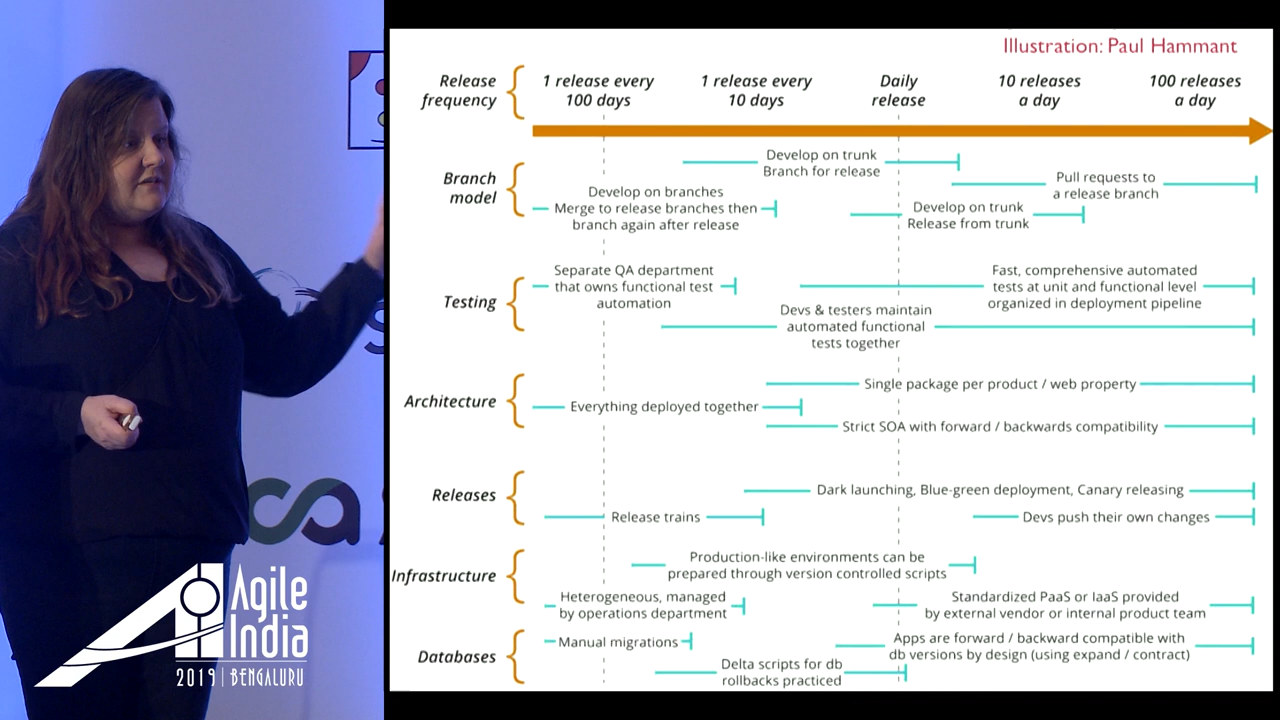 Illustration: Paul Hammant
Release
frequency
1 release every
100 days
1 release every
10 days
Daily
release
10 releases
a day
100 releases
a day
Branch
model
Develop on trunk
Branch for release
Pull requests to
a release branch
Develop on branches
Merge to release branches then
branch again after release
Develop on trunk
Release from trunk
Testing
Separate QA department
that owns functional test
automation
Fast, comprehensive automated
tests at unit and functional level
organized in deployment pipeline
Devs & testers maintain
automated functional
tests together
Architecture
Single package per product / web property
Everything deployed together
Strict SOA with forward / backwards compatibility
Releases
Dark launching, Blue-green deployment, Canary releasing
Release trains
Devs push their own changes
Infrastructure
Production-like environments can be
prepared through version controlled scripts
Heterogeneous, managed
by operations department
Standardized PaaS or IaaS provided
by external vendor or internal product team
Databases
Manual migrations
Apps are forward / backward compatible with
db versions by design (using expand / contract)
Delta scripts for db
rollbacks practiced
Agile
India
2019 | BENGALURU